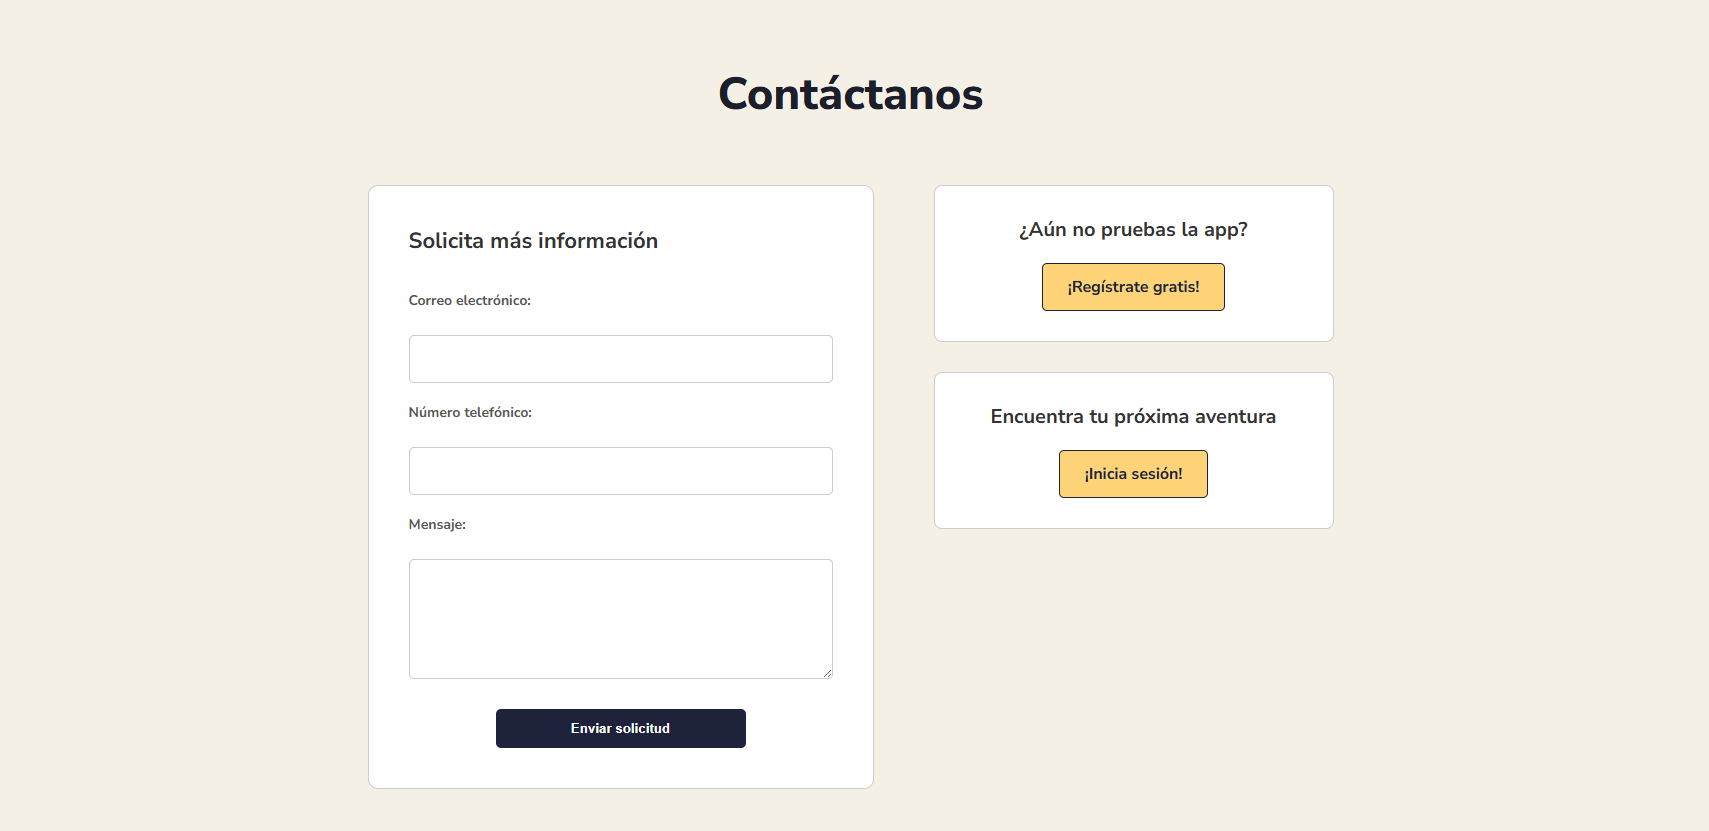 Contáctanos
Solicita más información
Correo electrónico:
Número telefónico:
Mensaje:
Enviar solicitud
¿Aún no pruebas la app?
¡Regístrate gratis!
Encuentra tu próxima aventura
¡Inicia sesión!